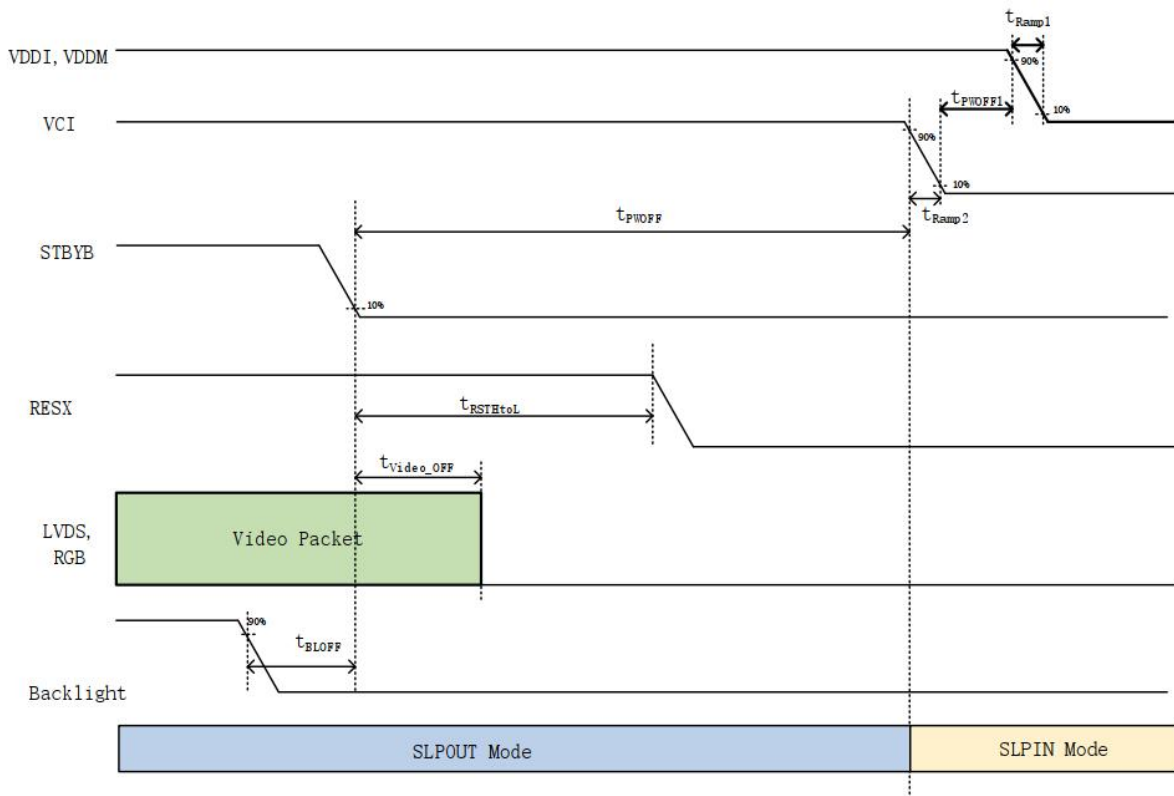 tRamp1
VDDI,VDDM
90%
tPWOFF1
10%
VCI
90%
10%
tPWOFF
tRamp2
STBYB
10%
RESX
tRSTHtoL
tVideo_OFF
LVDS,
RGB
Video Packet
90%
tBLOFF
Backlight
SLPOUT Mode
SLPIN Mode